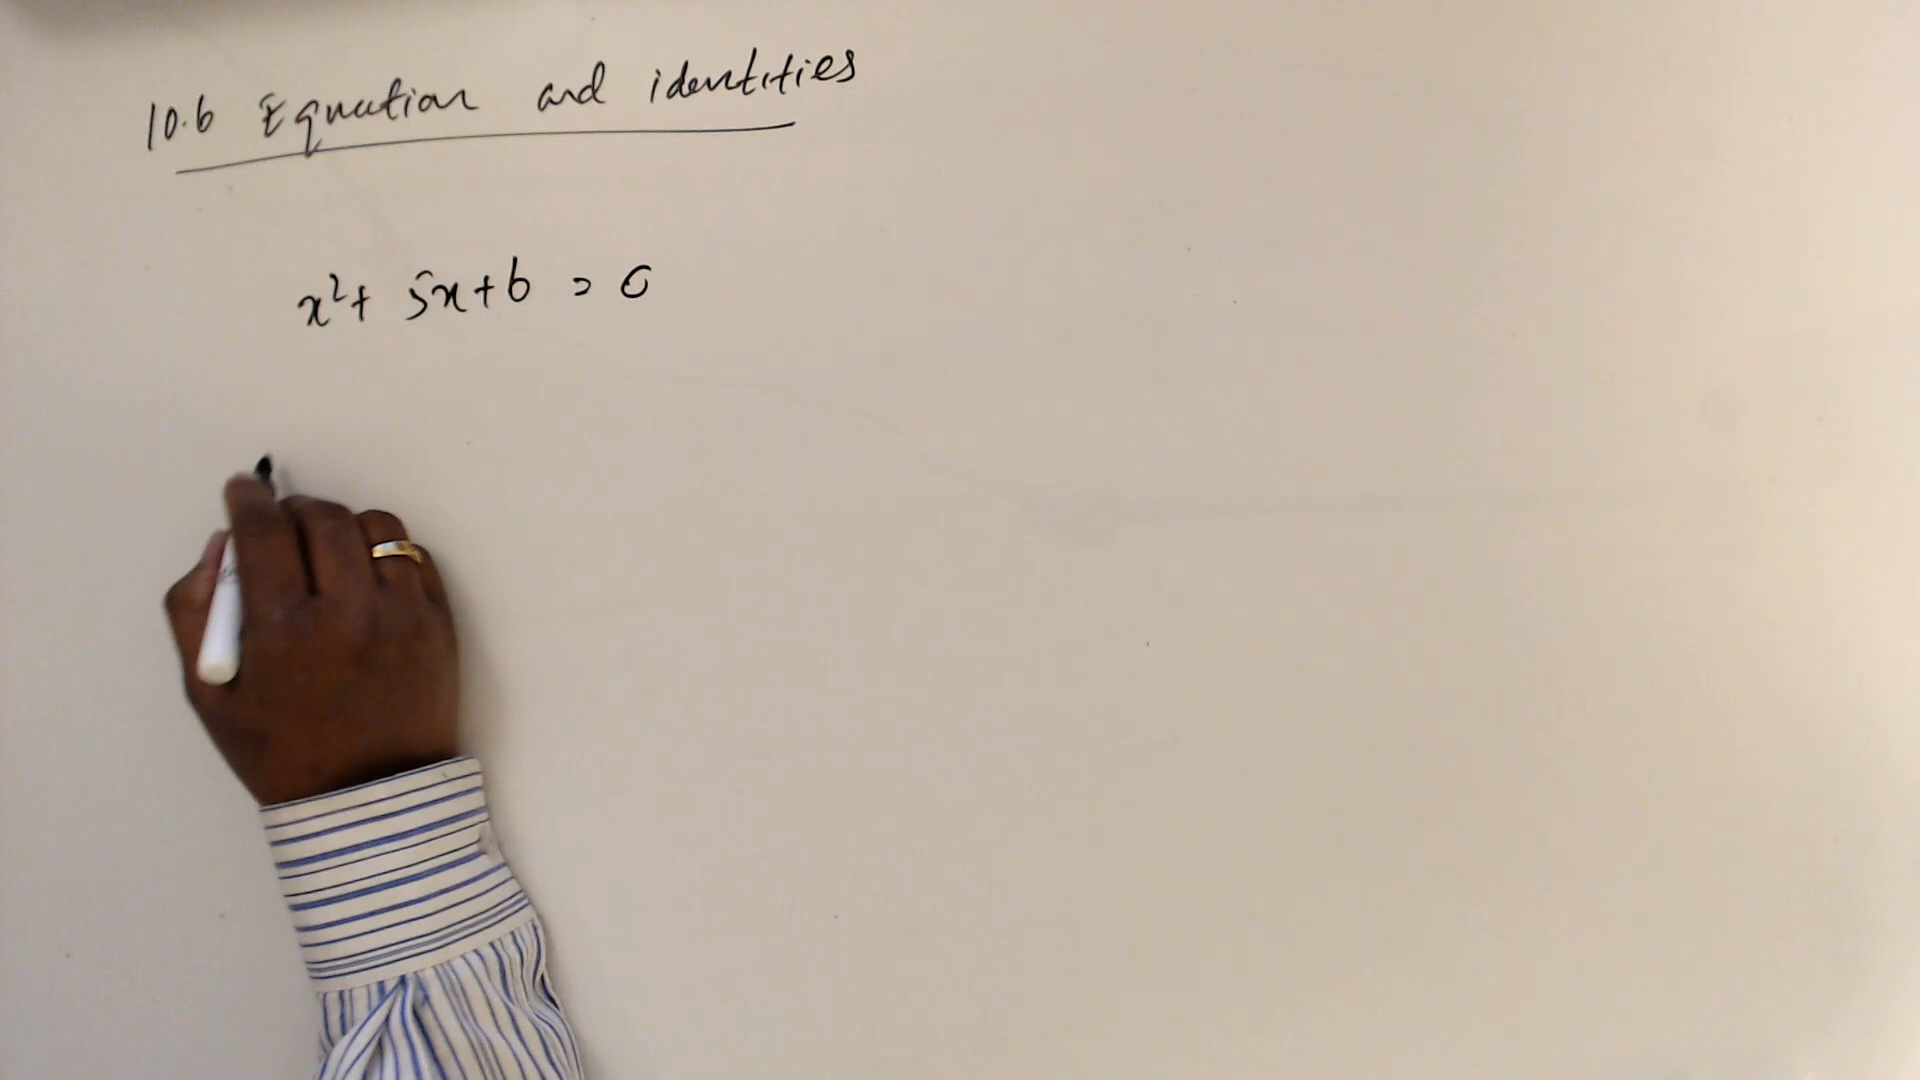 10.6 Equation and identities
x² + 5x + 6 = 0